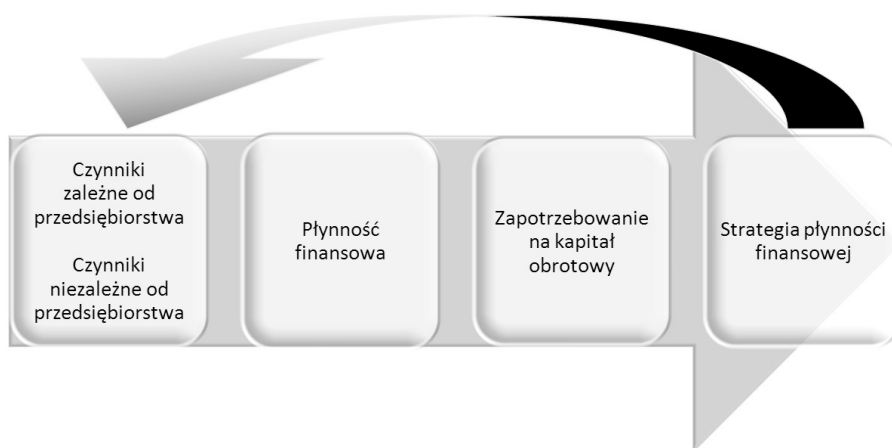 Czynniki
zależne od
przedsiębiorstwa
Czynniki
niezależne od
przedsiębiorstwa
Płynność
finansowa
Zapotrzebowanie
na kapitał
obrotowy
Strategia płynności
finansowej